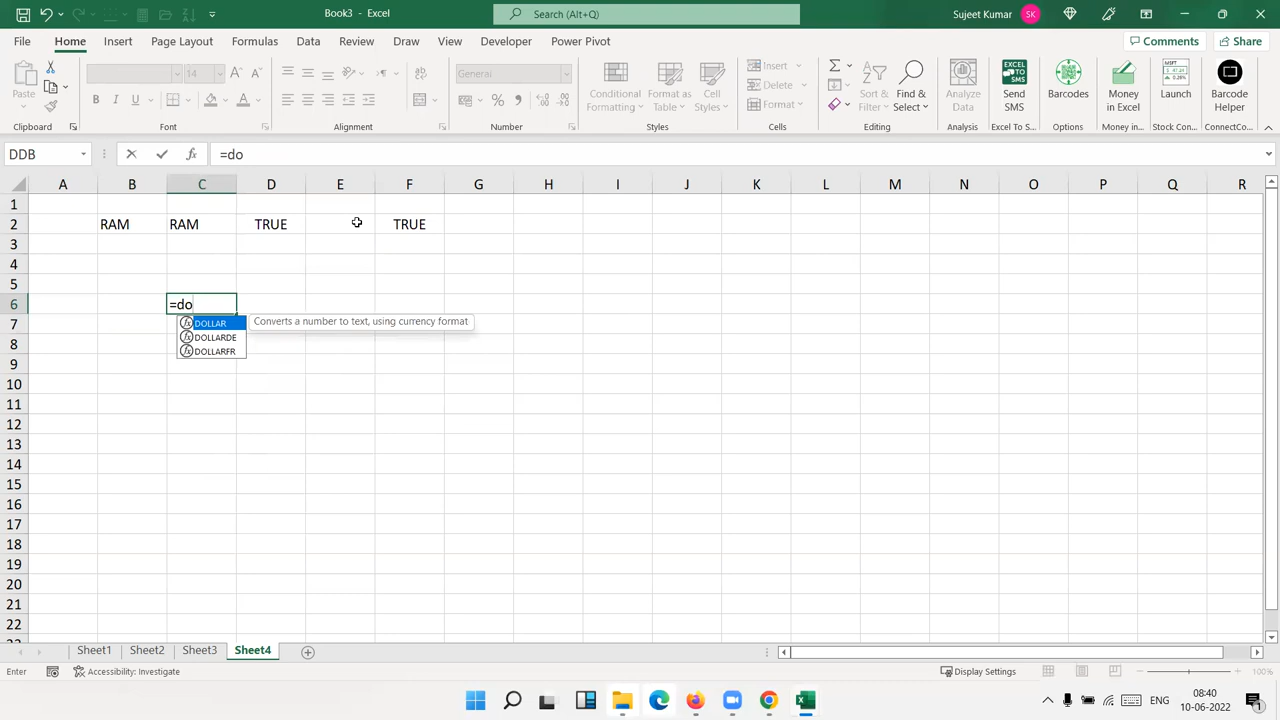 Book3 - Excel
Search (Alt+Q)
Sujeet Kumar SK
File Home Insert Page Layout Formulas Data Review Draw View Developer Power Pivot
Comments Share
Paste
14
General
Conditional Formatting
Format as Table
Cell Styles
Insert
Delete
Format
Sort & Filter
Find & Select
Analyze Data
Send SMS
Barcodes
Money in Excel
Launch
Barcode Helper
Clipboard Font Alignment Number Styles Cells Editing Analysis Excel To S... Options Money in... Stock Con... ConnectCo...
DDB =do
A B C D E F G H I J K L M N O P Q R
1
2 RAM RAM TRUE TRUE
3
4
5
6 =do
7 DOLLAR Converts a number to text, using currency format
DOLLARDE
8 DOLLARFR
9
10
11
12
13
14
15
16
17
18
19
20
21
22
Sheet1 Sheet2 Sheet3 Sheet4
Enter Accessibility: Investigate Display Settings 100%
ENG 08:40
10-06-2022